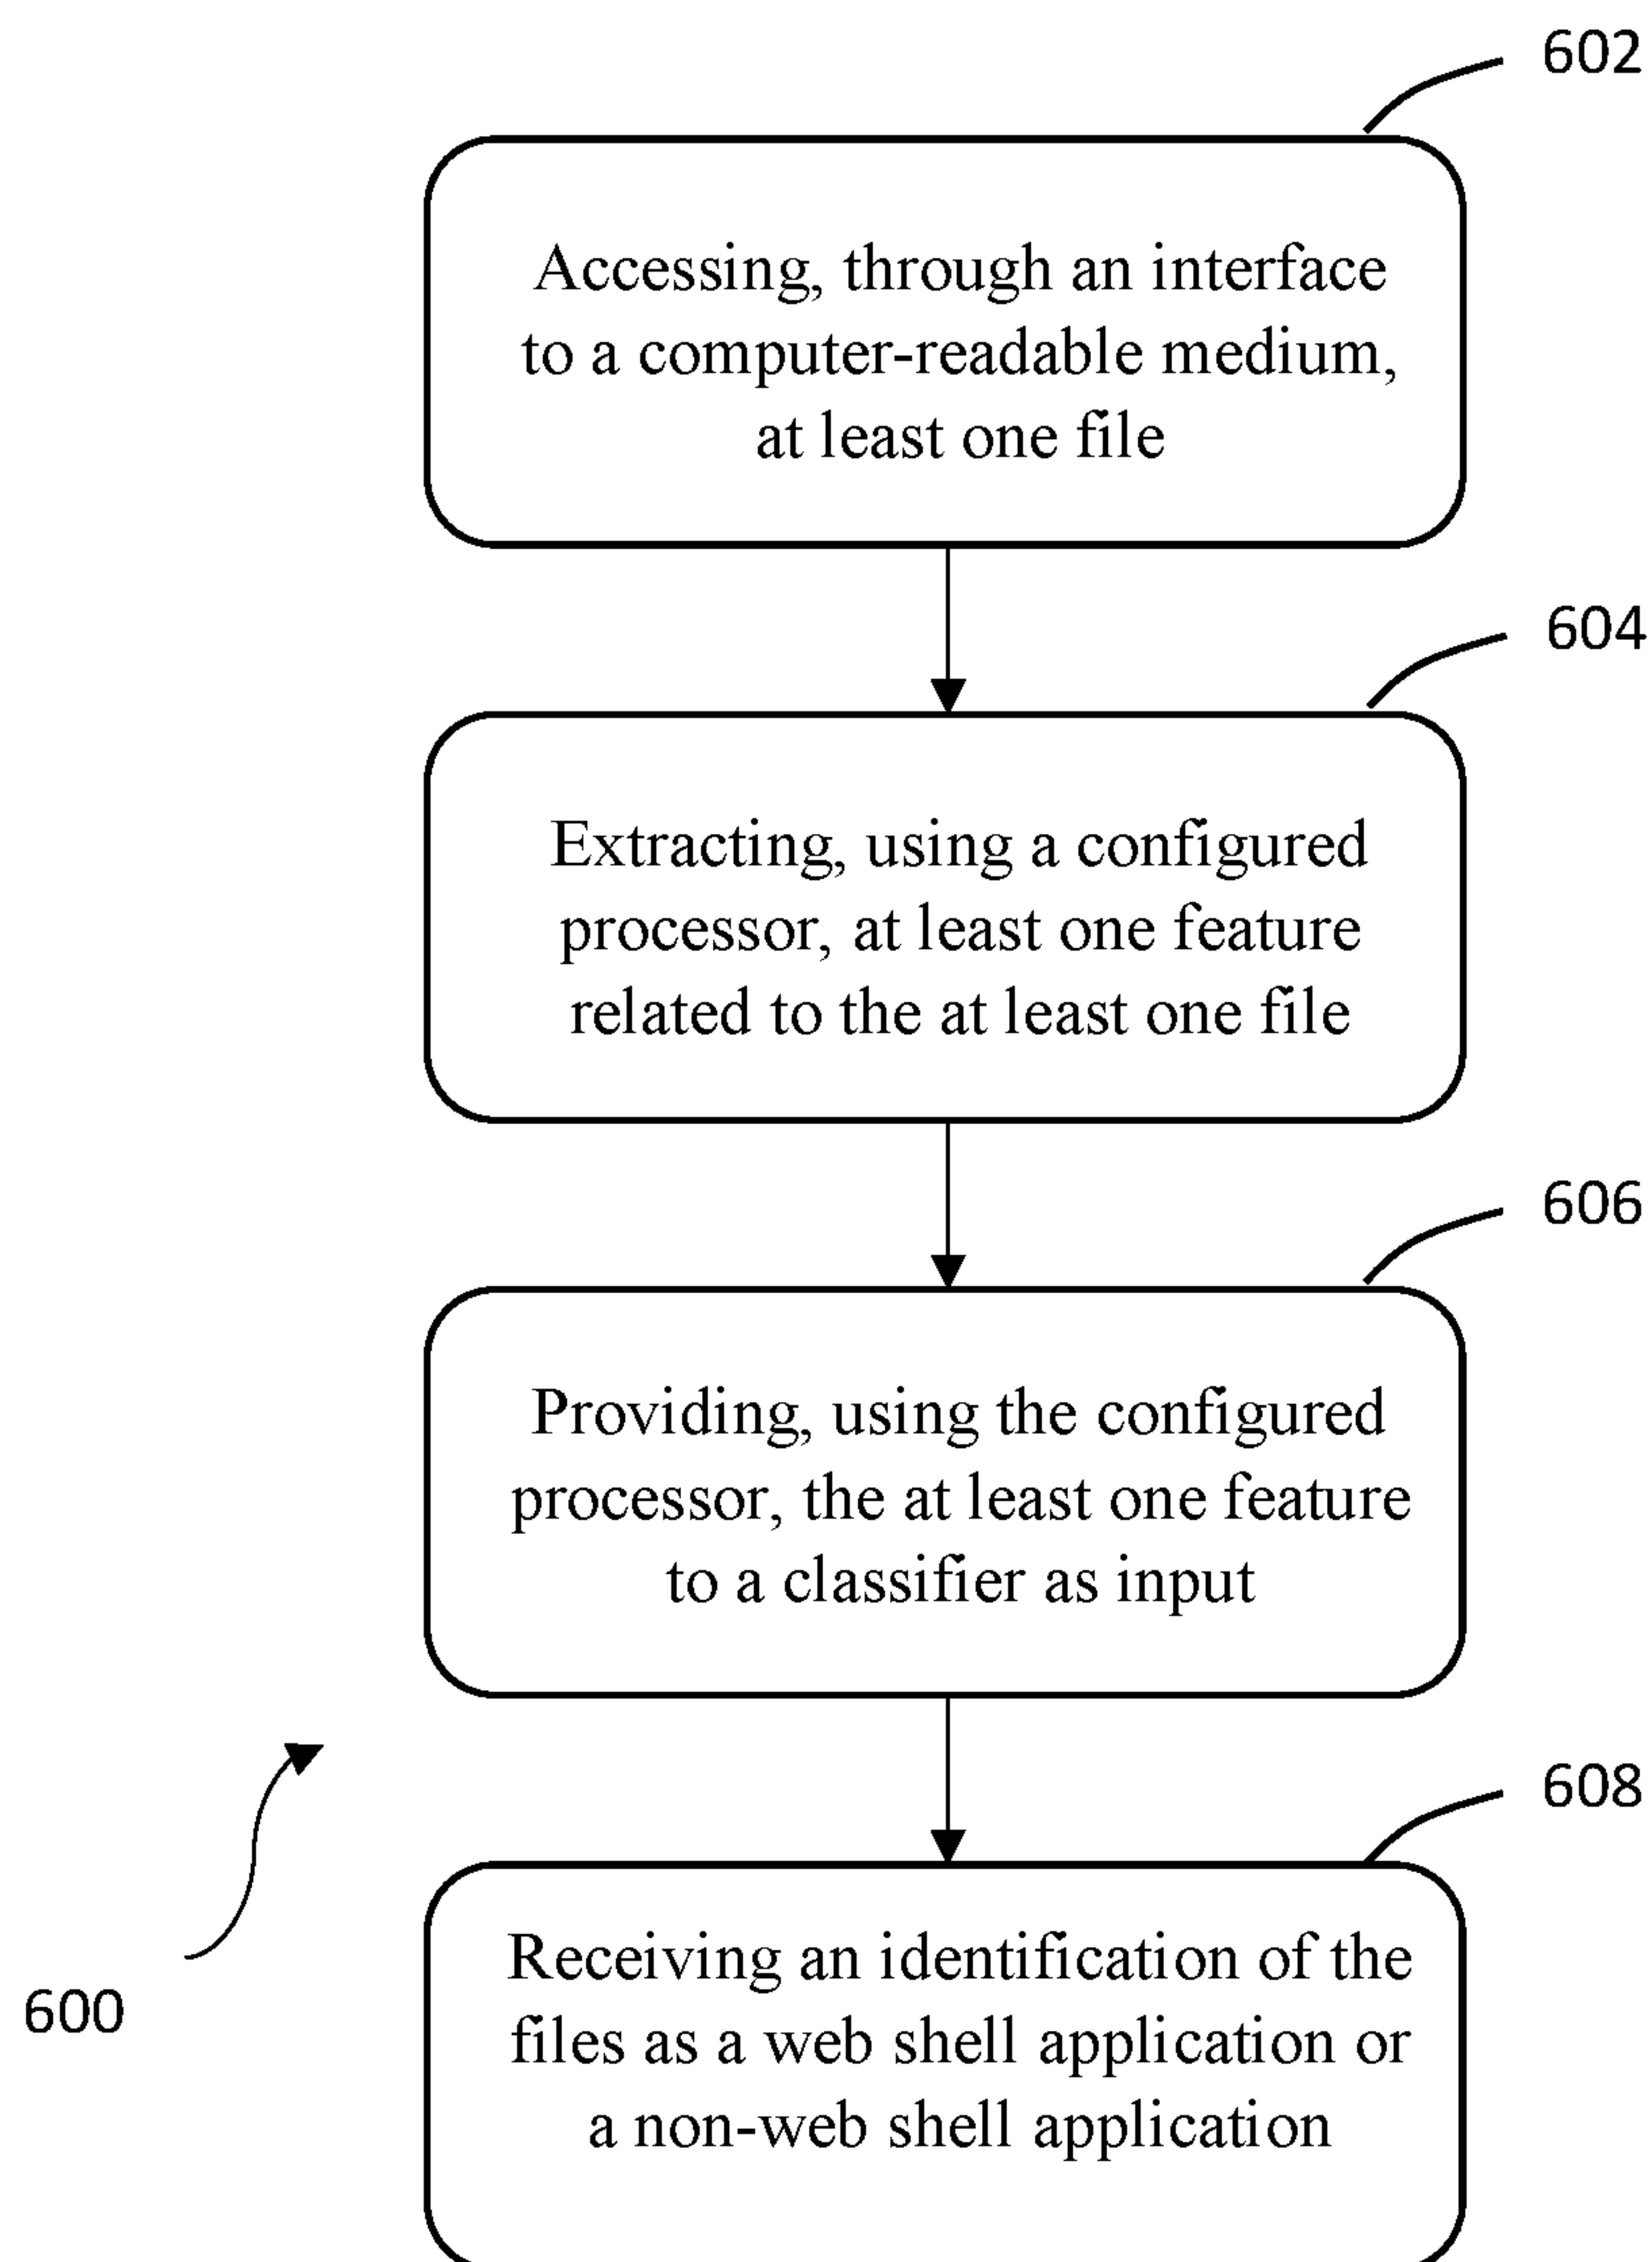 602
Accessing, through an interface
to a computer-readable medium,
at least one file
604
Extracting, using a configured
processor, at least one feature
related to the at least one file
606
Providing, using the configured
processor, the at least one feature
to a classifier as input
608
Receiving an identification of the
files as a web shell application or
a non-web shell application
600